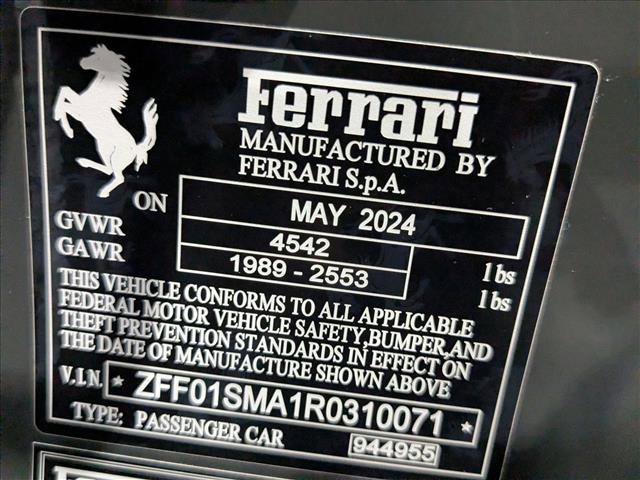 Ferrari
MANUFACTURED BY
FERRARI S.p.A.
ON MAY 2024
GVWR 4542 lbs
GAWR 1989 - 2553 lbs
THIS VEHICLE CONFORMS TO ALL APPLICABLE
FEDERAL MOTOR VEHICLE SAFETY,BUMPER,AND
THEFT PREVENTION STANDARDS IN EFFECT ON
THE DATE OF MANUFACTURE SHOWN ABOVE
V.I.N. * ZFF01SMA1R0310071 *
TYPE: PASSENGER CAR 944955